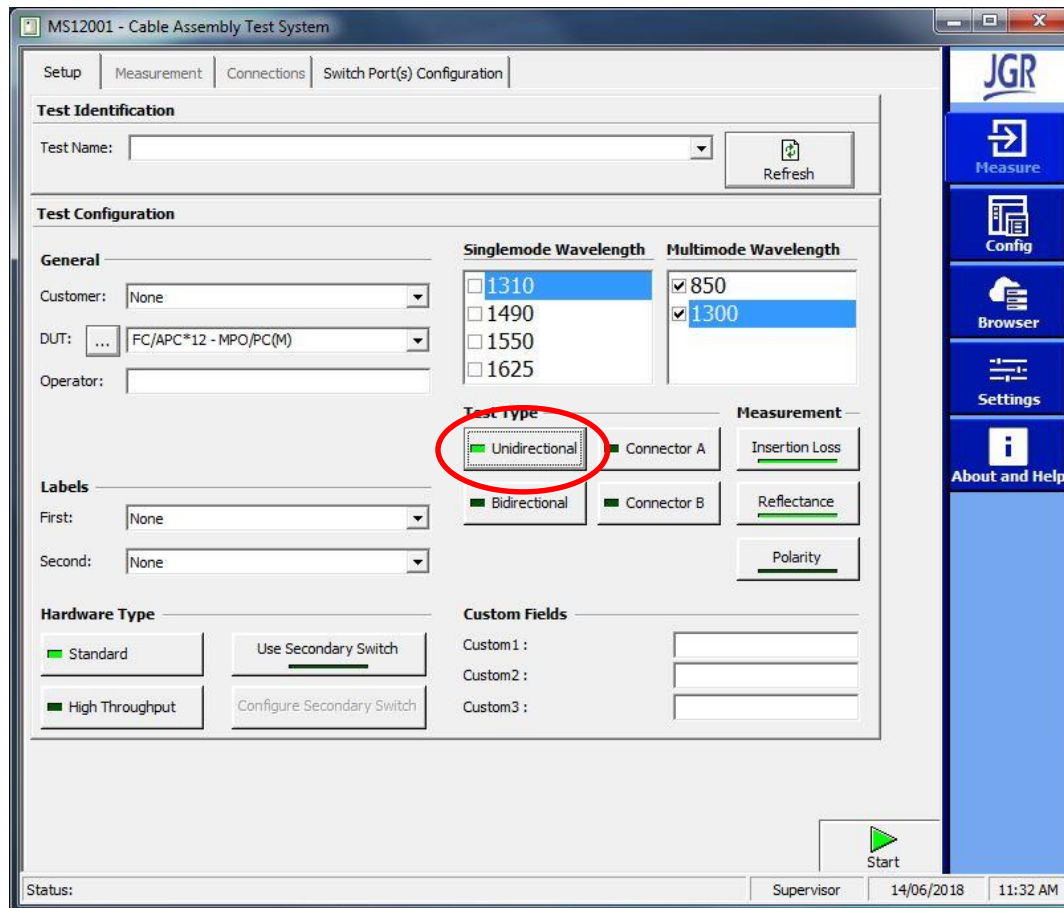 MS12001 - Cable Assembly Test System
Setup Measurement Connections Switch Port(s) Configuration
Test Identification
Test Name:
Refresh
Test Configuration
General
Customer: None
DUT: ... FC/APC*12 - MPO/PC(M)
Operator:
Labels
First: None
Second: None
Hardware Type
Standard
Use Secondary Switch
High Throughput
Configure Secondary Switch
Singlemode Wavelength
1310
1490
1550
1625
Multimode Wavelength
850
1300
Test Type
Unidirectional
Connector A
Bidirectional
Connector B
Measurement
Insertion Loss
Reflectance
Polarity
Custom Fields
Custom1 :
Custom2 :
Custom3 :
Start
JGR
Measure
Config
Browser
Settings
i
About and Help
Status:
Supervisor 14/06/2018 11:32 AM